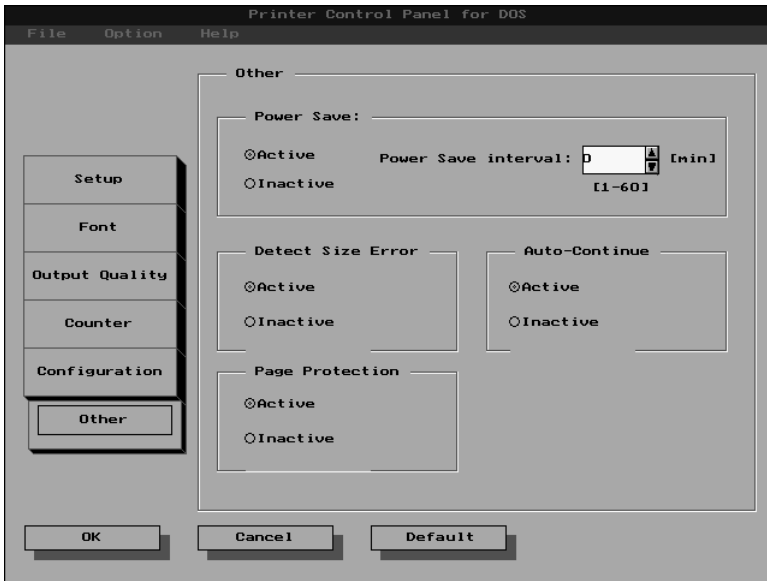 Printer Control Panel for DOS
File Option Help
Other
Power Save:
Active Power Save interval: 0 [min]
Inactive [1-60]
Setup
Font
Output Quality
Counter
Configuration
Other
Detect Size Error
Active
Inactive
Auto-Continue
Active
Inactive
Page Protection
Active
Inactive
OK Cancel Default